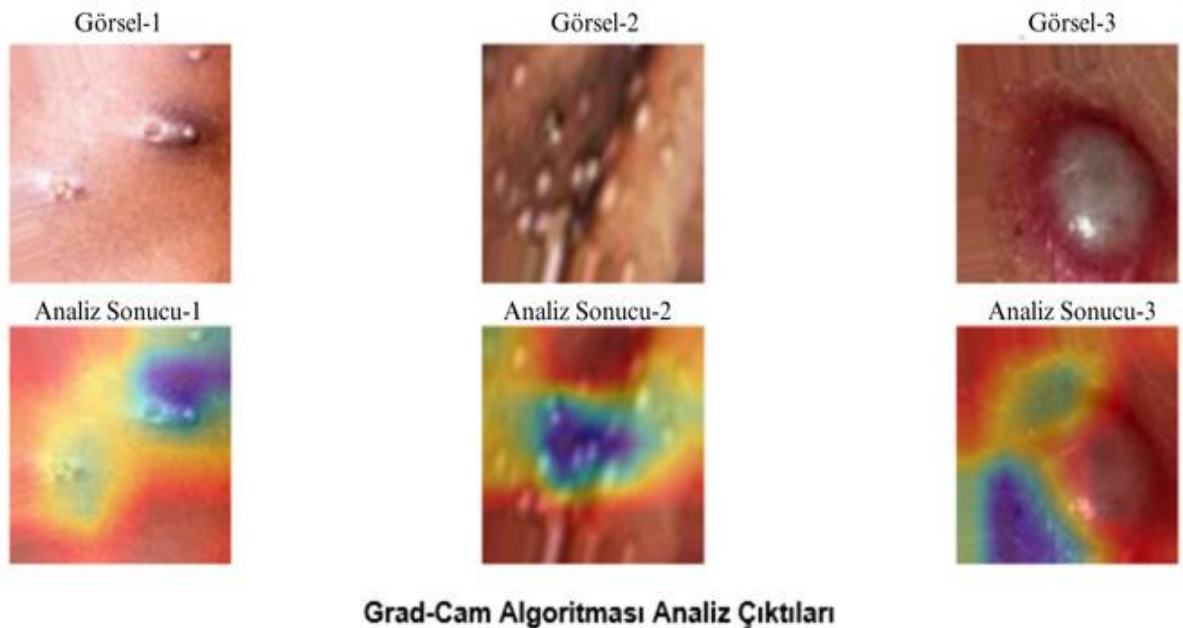 Görsel-1
Görsel-2
Görsel-3
Analiz Sonucu-1
Analiz Sonucu-2
Analiz Sonucu-3
Grad-Cam Algoritması Analiz Çıktıları